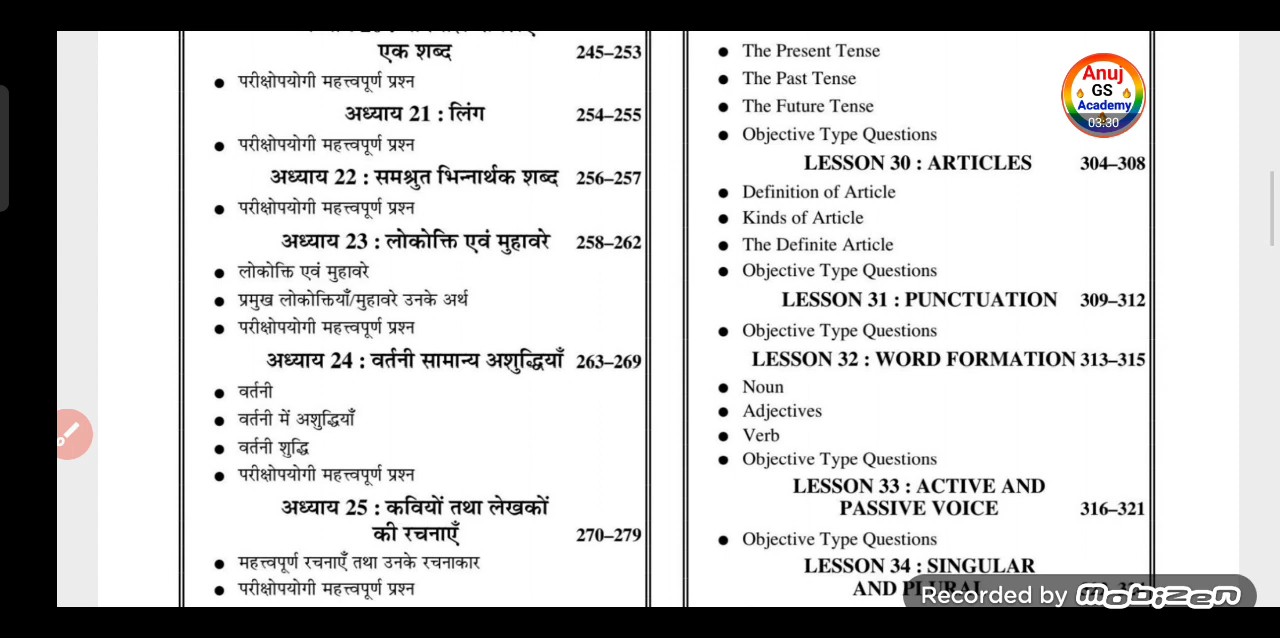 एक शब्द 245–253
● परीक्षोपयोगी महत्त्वपूर्ण प्रश्न
अध्याय 21 : लिंग 254–255
● परीक्षोपयोगी महत्त्वपूर्ण प्रश्न
अध्याय 22 : समश्रुत भिन्नार्थक शब्द 256–257
● परीक्षोपयोगी महत्त्वपूर्ण प्रश्न
अध्याय 23 : लोकोक्ति एवं मुहावरे 258–262
● लोकोक्ति एवं मुहावरे
● प्रमुख लोकोक्तियाँ/मुहावरे उनके अर्थ
● परीक्षोपयोगी महत्त्वपूर्ण प्रश्न
अध्याय 24 : वर्तनी सामान्य अशुद्धियाँ 263–269
● वर्तनी
● वर्तनी में अशुद्धियाँ
● वर्तनी शुद्धि
● परीक्षोपयोगी महत्त्वपूर्ण प्रश्न
अध्याय 25 : कवियों तथा लेखकों
की रचनाएँ 270–279
● महत्त्वपूर्ण रचनाएँ तथा उनके रचनाकार
● परीक्षोपयोगी महत्त्वपूर्ण प्रश्न
● The Present Tense
● The Past Tense
● The Future Tense
● Objective Type Questions
LESSON 30 : ARTICLES 304–308
● Definition of Article
● Kinds of Article
● The Definite Article
● Objective Type Questions
LESSON 31 : PUNCTUATION 309–312
● Objective Type Questions
LESSON 32 : WORD FORMATION 313–315
● Noun
● Adjectives
● Verb
● Objective Type Questions
LESSON 33 : ACTIVE AND
PASSIVE VOICE 316–321
● Objective Type Questions
LESSON 34 : SINGULAR
AND PLURAL
Anuj
GS
Academy
03:30
Recorded by mobizen